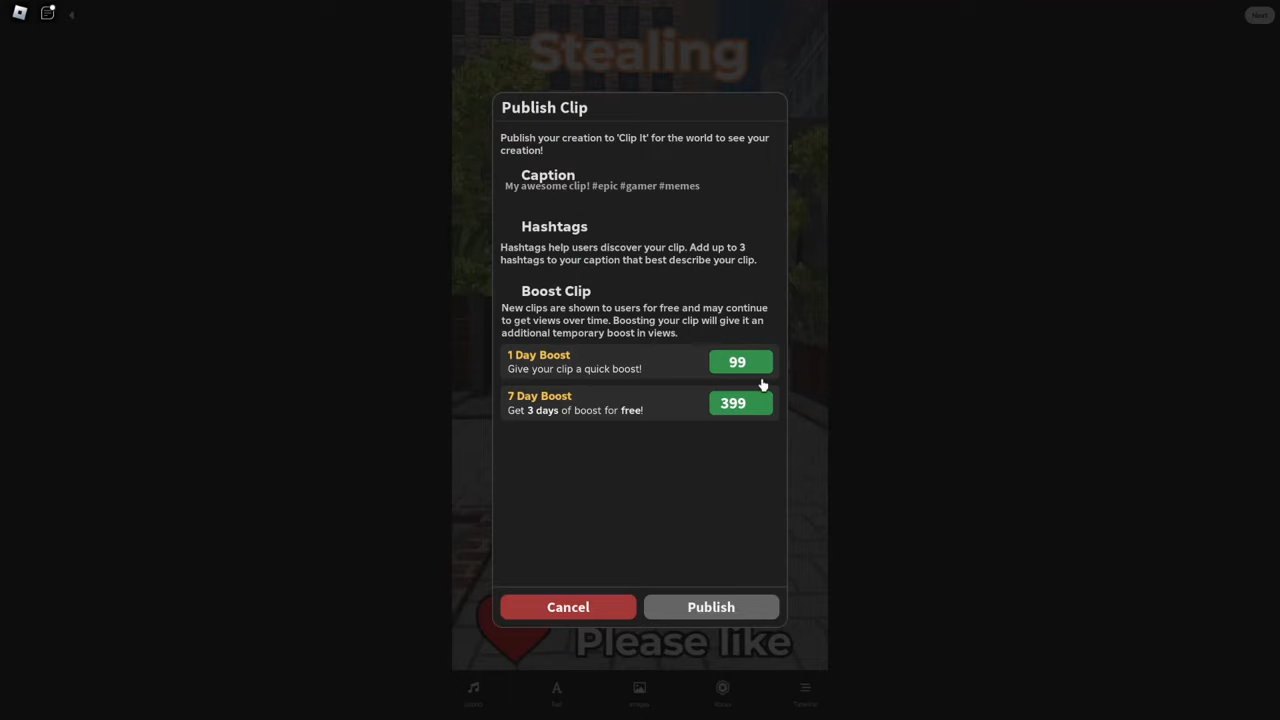 Next
Stealing
Publish Clip
Publish your creation to 'Clip It' for the world to see your
creation!
Caption
My awesome clip! #epic #gamer #memes
Hashtags
Hashtags help users discover your clip. Add up to 3
hashtags to your caption that best describe your clip.
Boost Clip
New clips are shown to users for free and may continue
to get views over time. Boosting your clip will give it an
additional temporary boost in views.
1 Day Boost
Give your clip a quick boost!
99
7 Day Boost
Get 3 days of boost for free!
399
Cancel
Publish
Please like
Text
Images
Timeline